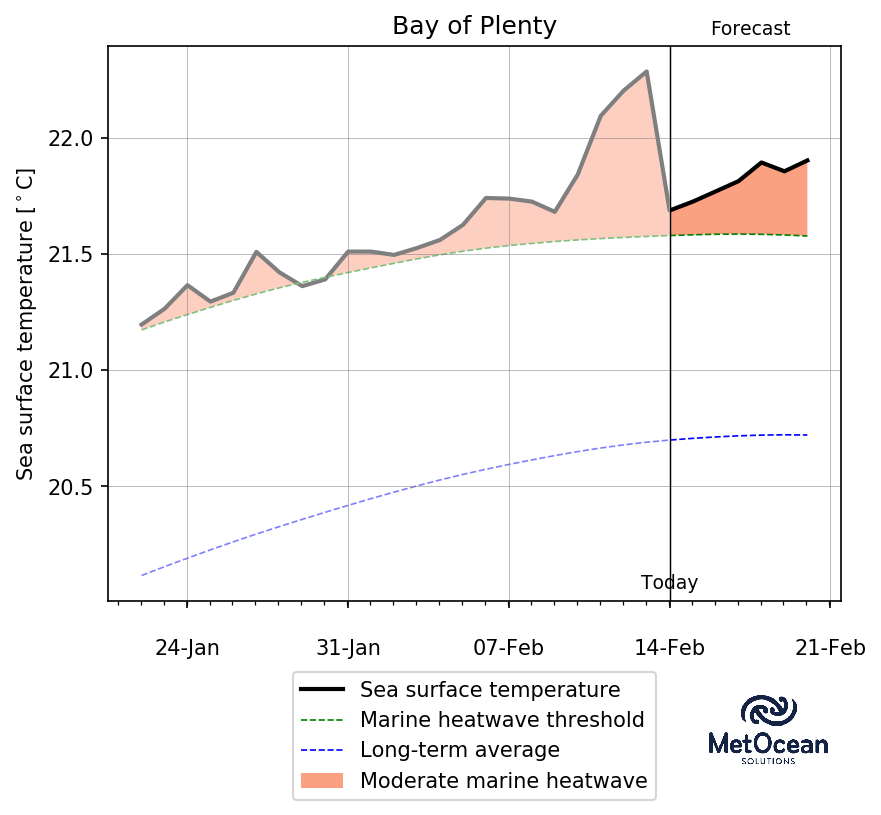 Bay of Plenty
Forecast
Sea surface temperature [°C]
22.0
21.5
21.0
20.5
Today
24-Jan
31-Jan
07-Feb
14-Feb
21-Feb
Sea surface temperature
Marine heatwave threshold
Long-term average
Moderate marine heatwave
MetOcean
SOLUTIONS